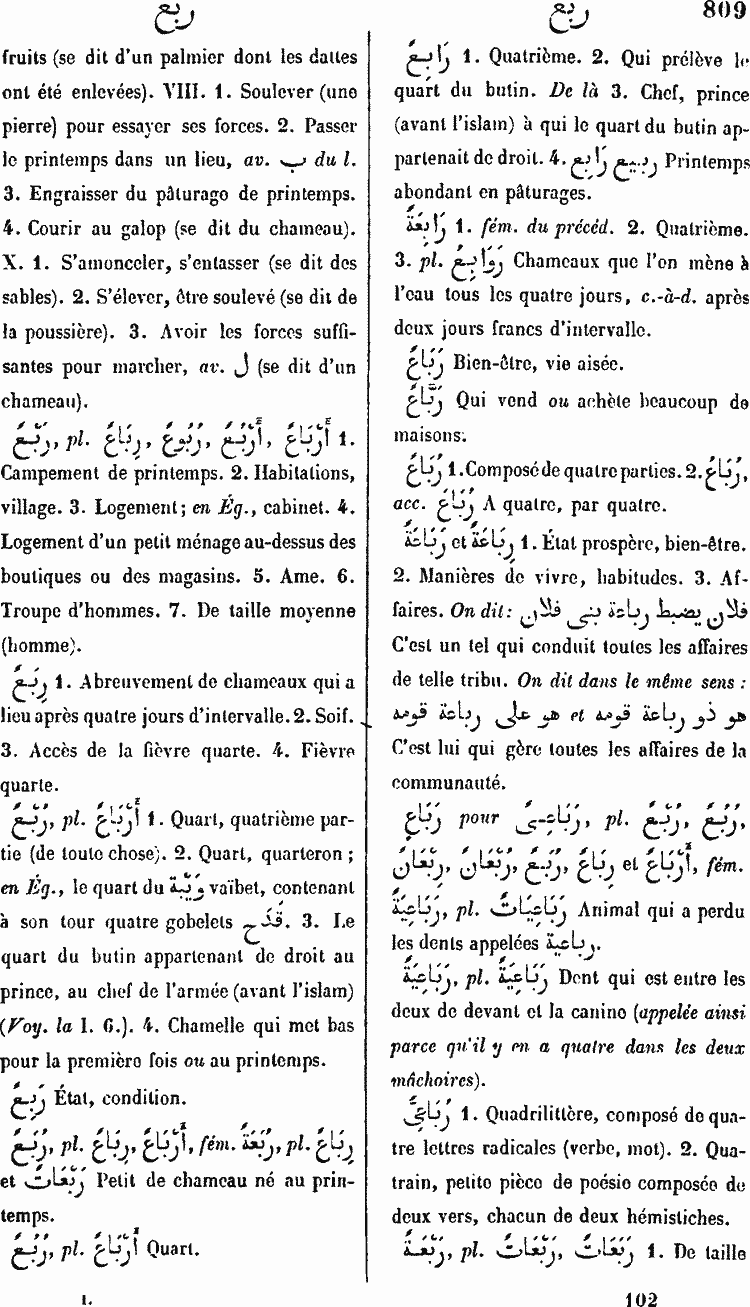 ربع
ربع
809
fruits (se dit d'un palmier dont les dattes
ont été enlevées). VIII. 1. Soulever (une
pierre) pour essayer ses forces. 2. Passer
le printemps dans un lieu, av. ب du l.
3. Engraisser du pâturage de printemps.
4. Courir au galop (se dit du chameau).
X. 1. S'amonceler, s'entasser (se dit des
sables). 2. S'élever, être soulevé (se dit de
la poussière). 3. Avoir les forces suffi-
santes pour marcher, av. ل (se dit d'un
chameau).
رَبْعٌ, pl. رِبَاعٌ, رُبُوعٌ, أَرْبُعٌ, أَرْبَاعٌ 1.
Campement de printemps. 2. Habitations,
village. 3. Logement; en Ég., cabinet. 4.
Logement d'un petit ménage au-dessus des
boutiques ou des magasins. 5. Ame. 6.
Troupe d'hommes. 7. De taille moyenne
(homme).
رِبْعٌ 1. Abreuvement de chameaux qui a
lieu après quatre jours d'intervalle. 2. Soif.
3. Accès de la fièvre quarte. 4. Fièvre
quarte.
رُبْعٌ, pl. أَرْبَاعٌ 1. Quart, quatrième par-
tie (de toute chose). 2. Quart, quarteron;
en Ég., le quart du وَيْبَة vaïbet, contenant
à son tour quatre gobelets قَدَح. 3. Le
quart du butin appartenant de droit au
prince, au chef de l'armée (avant l'islam)
(Voy. la I. G.). 4. Chamelle qui met bas
pour la première fois ou au printemps.
رَبَعٌ État, condition.
رُبَعٌ, pl. رِبَاعٌ, أَرْبَاعٌ, fém. رُبَعَةٌ, pl. رِبَاعٌ
et رُبَعَاتٌ Petit de chameau né au prin-
temps.
رُبُعٌ, pl. أَرْبَاعٌ Quart.
I.
رَابِعٌ 1. Quatrième. 2. Qui prélève le
quart du butin. De là 3. Chef, prince
(avant l'islam) à qui le quart du butin ap-
partenait de droit. 4. رَبِيع رَابِع Printemps
abondant en pâturages.
رَابِعَةٌ 1. fém. du précéd. 2. Quatrième.
3. pl. رَوَابِعُ Chameaux que l'on mène à
l'eau tous les quatre jours, c.-à-d. après
deux jours francs d'intervalle.
رَبَاعٌ Bien-être, vie aisée.
رَبَّاعٌ Qui vend ou achète beaucoup de
maisons.
رُبَاعٌ 1. Composé de quatre parties. 2. رُبَاعُ,
acc. رُبَاعَ A quatre, par quatre.
رَبَاعَةٌ et رِبَاعَةٌ 1. État prospère, bien-être.
2. Manières de vivre, habitudes. 3. Af-
faires. On dit: فلان يضبط رباعة بنى فلان
C'est un tel qui conduit toutes les affaires
de telle tribu. On dit dans le même sens:
هو ذو رباعة قومه et هو على رباعة قومه
C'est lui qui gère toutes les affaires de la
communauté.
رَبَاعٍ pour رَبَاعِىٌ, pl. رُبْعٌ, رُبُعٌ,
رُبَعٌ, رِبْعَانٌ, رُبْعَانٌ, رِبَاعٌ et أَرْبَاعٌ, fém.
رَبَاعِيَةٌ, pl. رَبَاعِيَاتٌ Animal qui a perdu
les dents appelées رباعية.
رَبَاعِيَةٌ, pl. رَبَاعِيَةٌ Dent qui est entre les
deux de devant et la canine (appelée ainsi
parce qu'il y en a quatre dans les deux
mâchoires).
رُبَاعِيٌّ 1. Quadrilittère, composé de qua-
tre lettres radicales (verbe, mot). 2. Qua-
train, petite pièce de poésie composée de
deux vers, chacun de deux hémistiches.
رَبْعَةٌ, pl. رَبْعَاتٌ, رَبَعَاتٌ 1. De taille
102